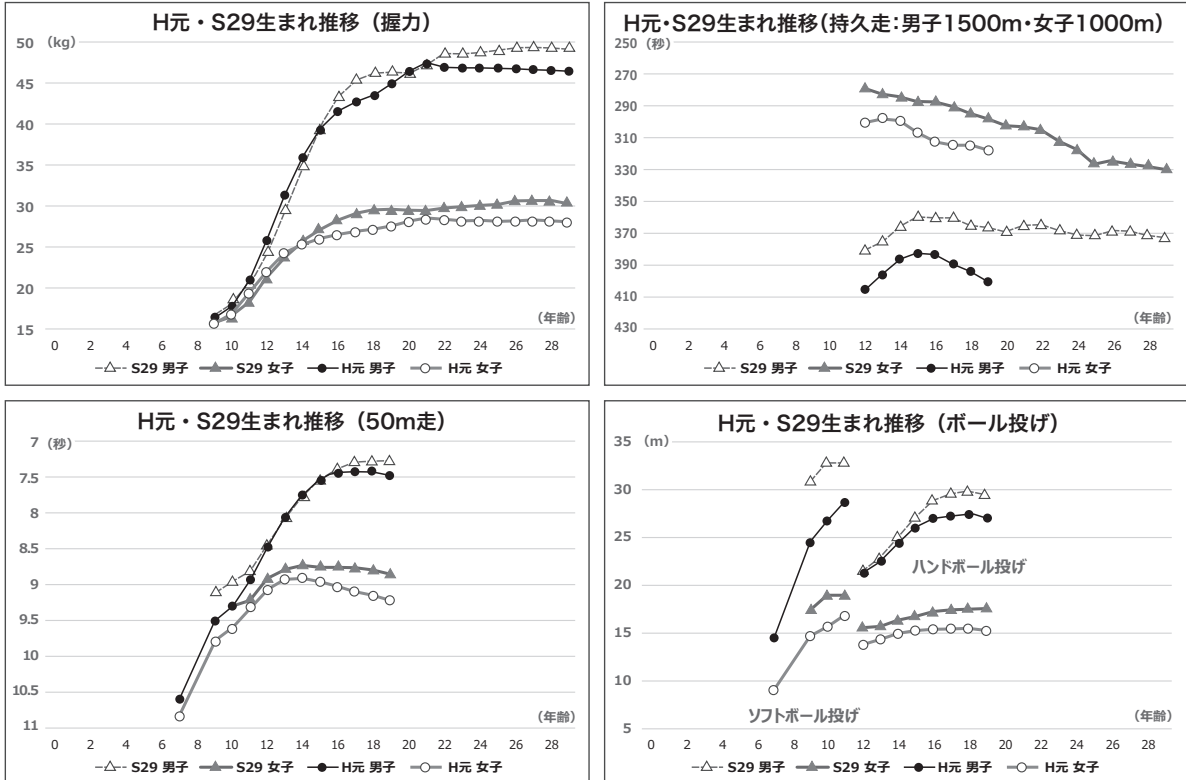 H元・S29生まれ推移（握力）
(kg)
50
45
40
35
30
25
20
15
(年齢)
0 2 4 6 8 10 12 14 16 18 20 22 24 26 28
S29 男子 S29 女子 H元 男子 H元 女子
H元・S29生まれ推移(持久走：男子1500m・女子1000m)
250
(秒)
270
290
310
330
350
370
390
410
430
(年齢)
0 2 4 6 8 10 12 14 16 18 20 22 24 26 28
S29 男子 S29 女子 H元 男子 H元 女子
H元・S29生まれ推移（50m走）
7 (秒)
7.5
8
8.5
9
9.5
10
10.5
11
(年齢)
0 2 4 6 8 10 12 14 16 18 20 22 24 26 28
S29 男子 S29 女子 H元 男子 H元 女子
H元・S29生まれ推移（ボール投げ）
35 (m)
30
25
20
15
10
5
ハンドボール投げ
ソフトボール投げ
(年齢)
0 2 4 6 8 10 12 14 16 18 20 22 24 26 28
S29 男子 S29 女子 H元 男子 H元 女子